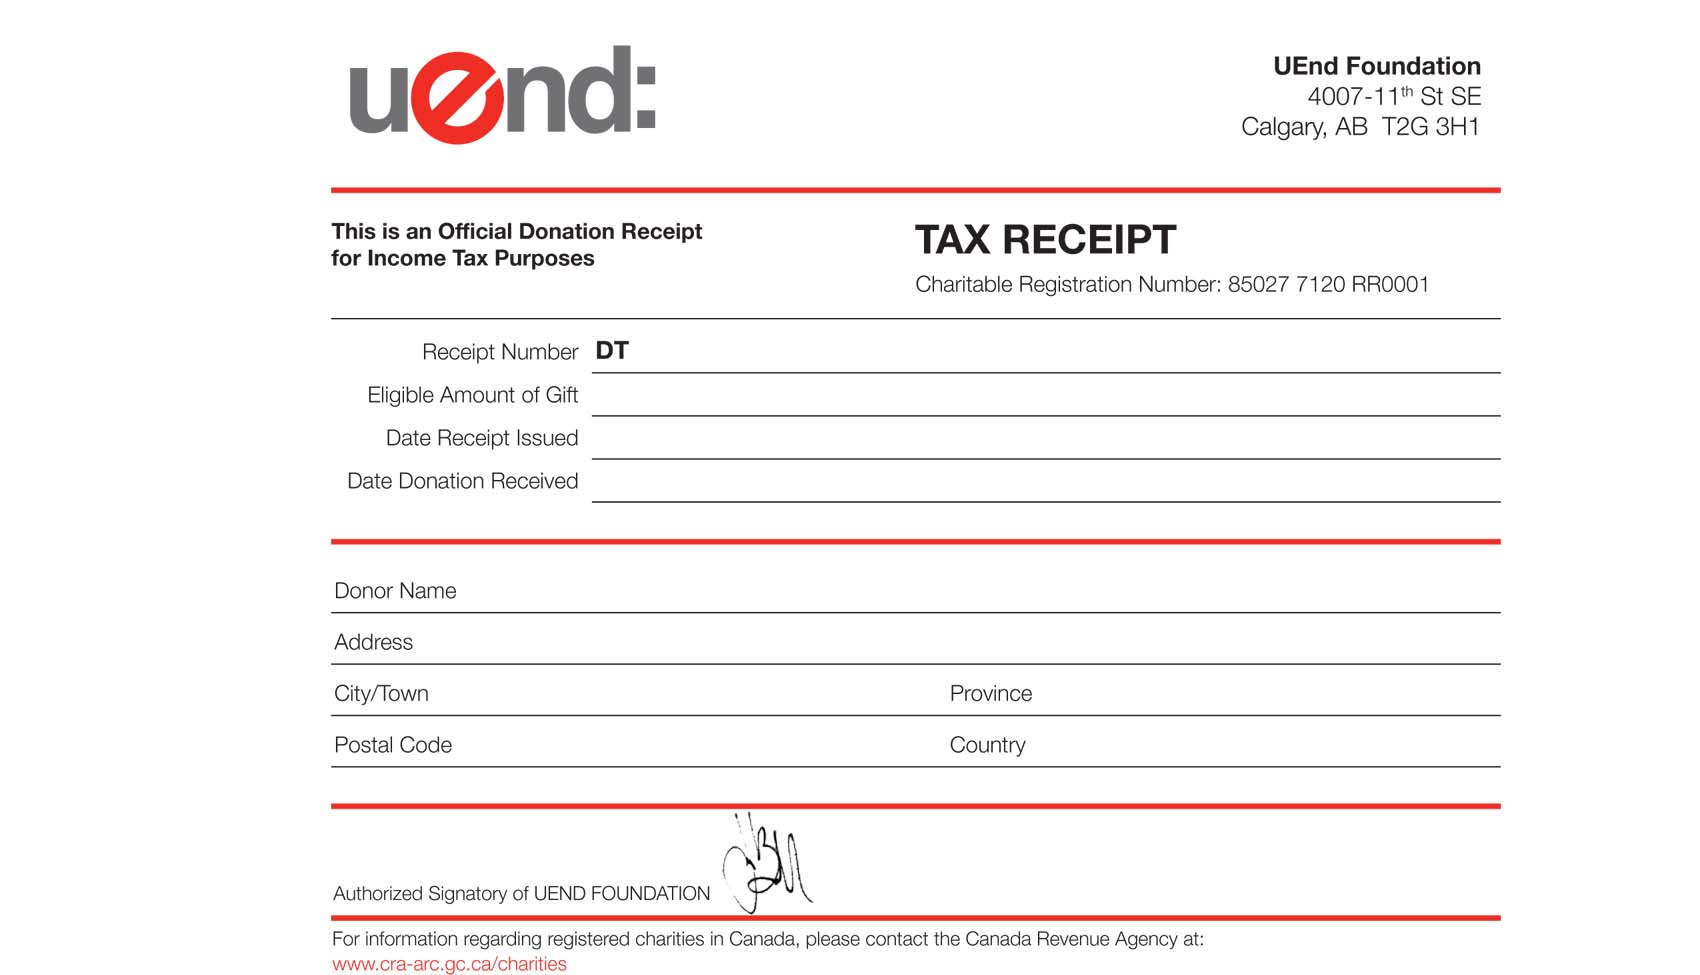 uend:
UEnd Foundation
4007-11th St SE
Calgary, AB T2G 3H1
This is an Official Donation Receipt
for Income Tax Purposes
TAX RECEIPT
Charitable Registration Number: 85027 7120 RR0001
Receipt Number DT
Eligible Amount of Gift
Date Receipt Issued
Date Donation Received
Donor Name
Address
City/Town Province
Postal Code Country
Authorized Signatory of UEND FOUNDATION
For information regarding registered charities in Canada, please contact the Canada Revenue Agency at:
www.cra-arc.gc.ca/charities